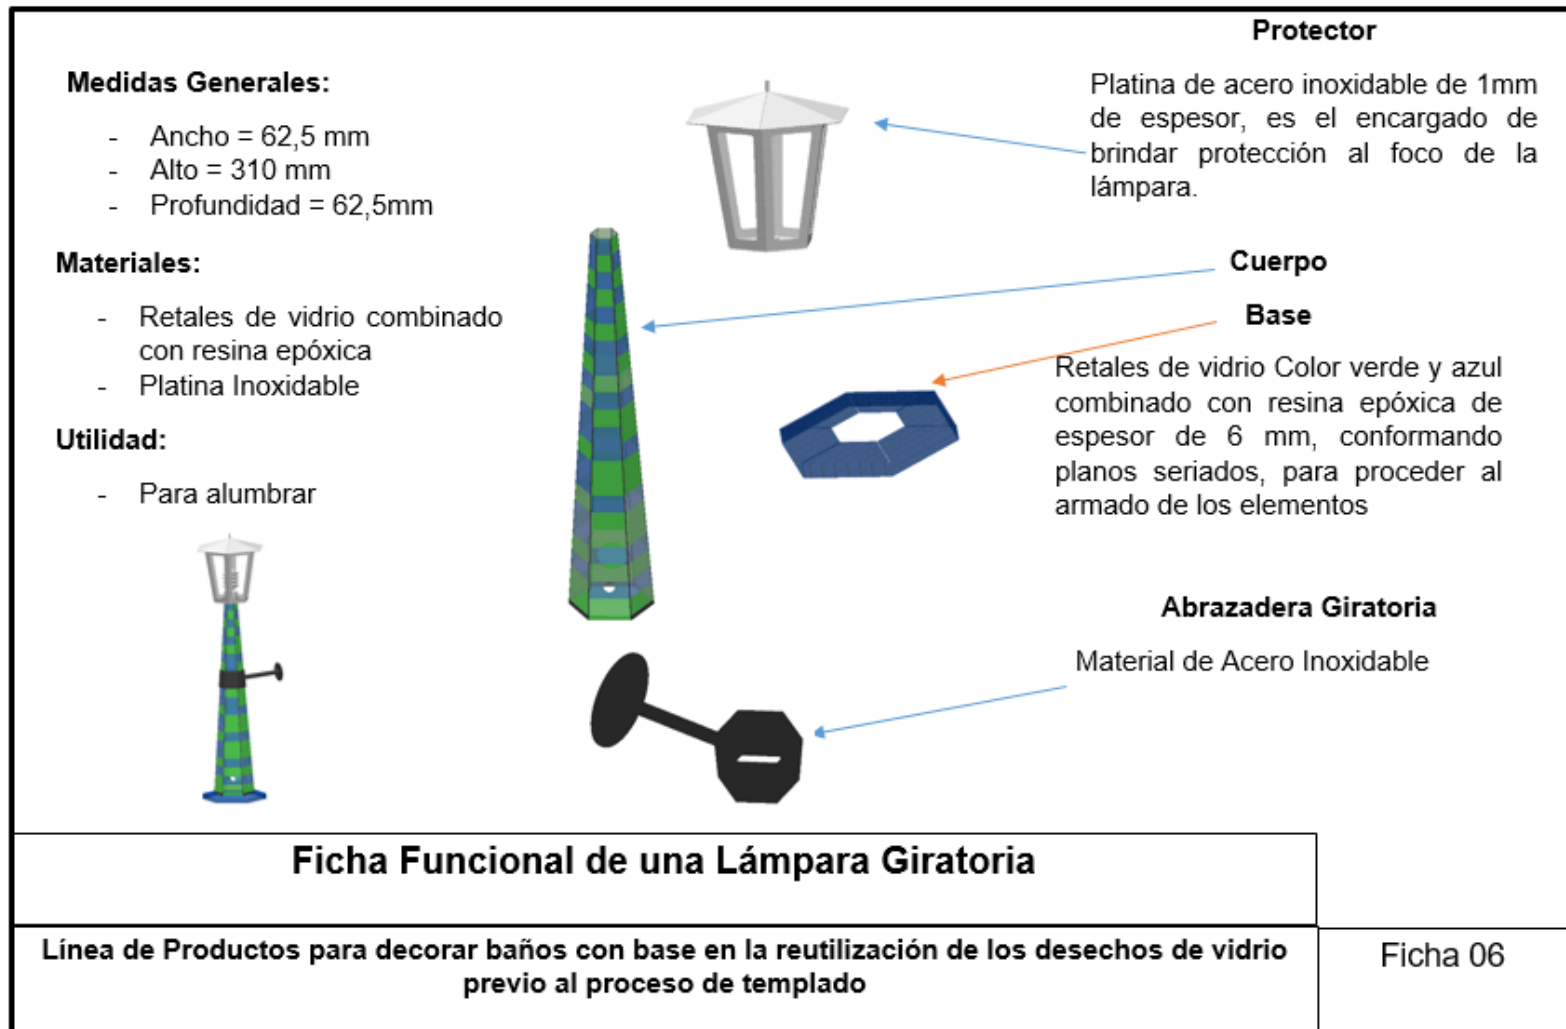 Medidas Generales:
- Ancho = 62,5 mm
- Alto = 310 mm
- Profundidad = 62,5mm
Materiales:
- Retales de vidrio combinado
con resina epóxica
- Platina Inoxidable
Utilidad:
- Para alumbrar
Protector
Platina de acero inoxidable de 1mm
de espesor, es el encargado de
brindar protección al foco de la
lámpara.
Cuerpo
Base
Retales de vidrio Color verde y azul
combinado con resina epóxica de
espesor de 6 mm, conformando
planos seriados, para proceder al
armado de los elementos
Abrazadera Giratoria
Material de Acero Inoxidable
Ficha Funcional de una Lámpara Giratoria
Línea de Productos para decorar baños con base en la reutilización de los desechos de vidrio
previo al proceso de templado
Ficha 06